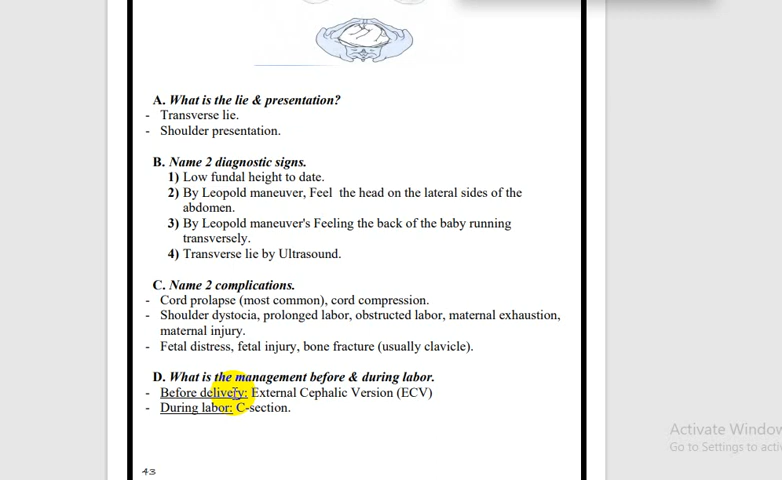 A. What is the lie & presentation?
- Transverse lie.
- Shoulder presentation.
B. Name 2 diagnostic signs.
1) Low fundal height to date.
2) By Leopold maneuver, Feel the head on the lateral sides of the
abdomen.
3) By Leopold maneuver's Feeling the back of the baby running
transversely.
4) Transverse lie by Ultrasound.
C. Name 2 complications.
- Cord prolapse (most common), cord compression.
- Shoulder dystocia, prolonged labor, obstructed labor, maternal exhaustion,
maternal injury.
- Fetal distress, fetal injury, bone fracture (usually clavicle).
D. What is the management before & during labor.
- Before delivery: External Cephalic Version (ECV)
- During labor: C-section.
43
Activate Window
Go to Settings to acti